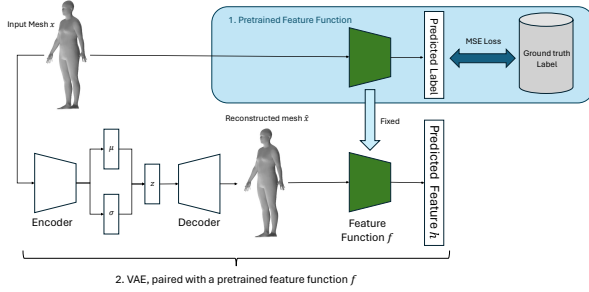 Input Mesh x
1. Pretrained Feature Function
Predicted Label
MSE Loss
Ground truth
Label
Reconstructed mesh x̂
Fixed
μ
σ
z
Encoder
Decoder
Feature
Function f
Predicted Feature h
2. VAE, paired with a pretrained feature function f